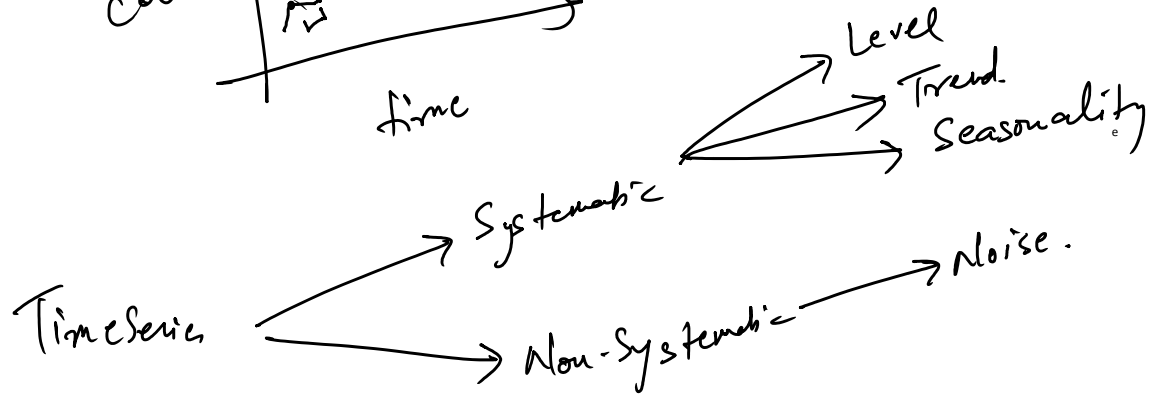 time
Level
Trend
Seasonality
e
Systematic
Noise.
TimeSeries
Non-Systematic